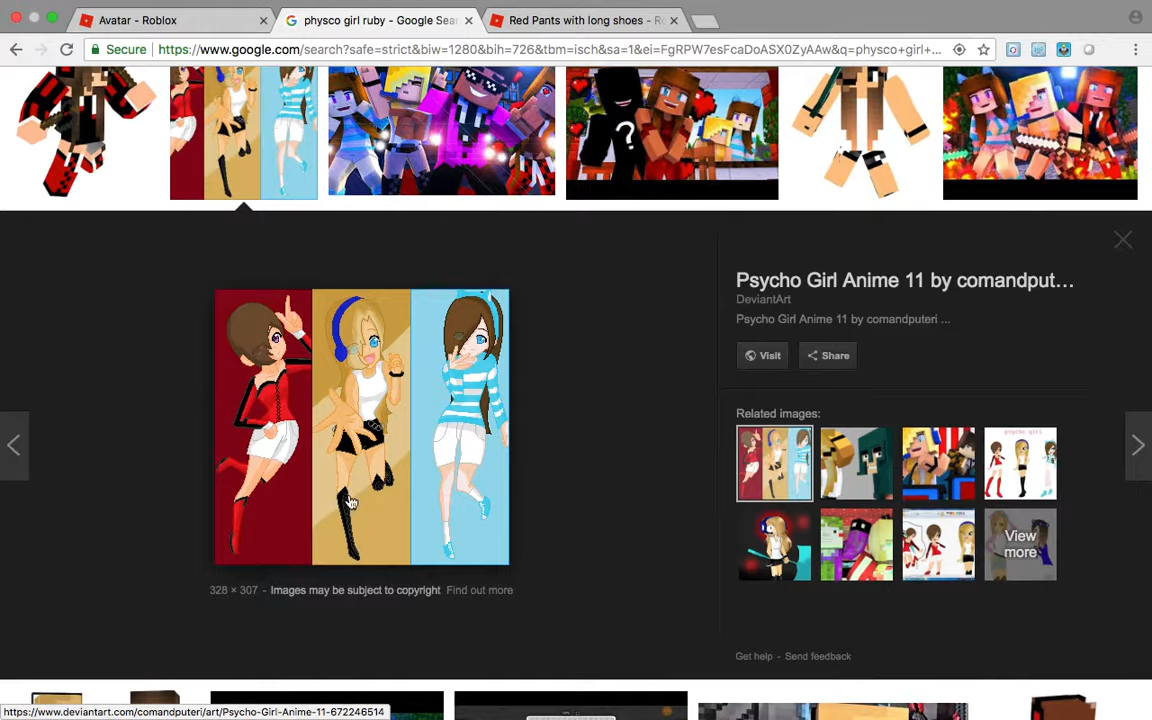 Avatar - Roblox
physco girl ruby - Google Sear
Red Pants with long shoes - Ro
Secure
https://www.google.com/search?safe=strict&biw=1280&bih=726&tbm=isch&sa=1&ei=FgRPW7esFcaDoASX0ZyAAw&q=physco+girl+...
?
Psycho Girl Anime 11 by comandput...
DeviantArt
Psycho Girl Anime 11 by comandputeri ...
Visit
Share
Related images:
View
more
328 × 307 - Images may be subject to copyright Find out more
Get help - Send feedback
https://www.deviantart.com/comandputeri/art/Psycho-Girl-Anime-11-672246514